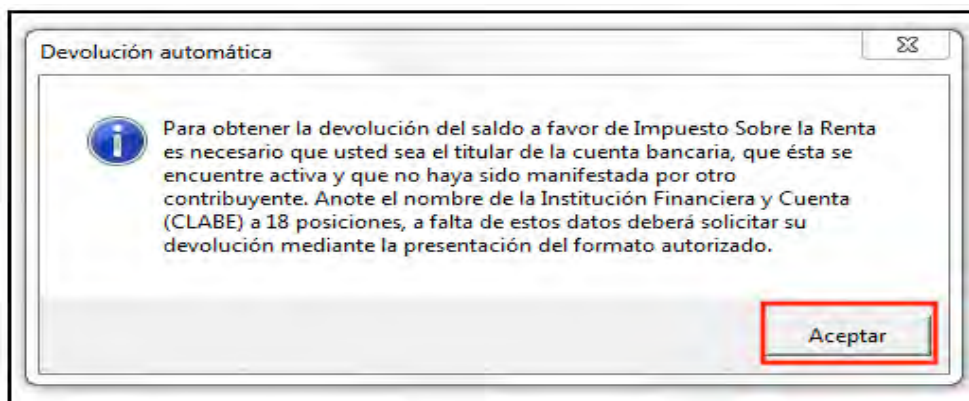 Devolución automática
Para obtener la devolución del saldo a favor de Impuesto Sobre la Renta
es necesario que usted sea el titular de la cuenta bancaria, que ésta se
encuentre activa y que no haya sido manifestada por otro
contribuyente. Anote el nombre de la Institución Financiera y Cuenta
(CLABE) a 18 posiciones, a falta de estos datos deberá solicitar su
devolución mediante la presentación del formato autorizado.
Aceptar